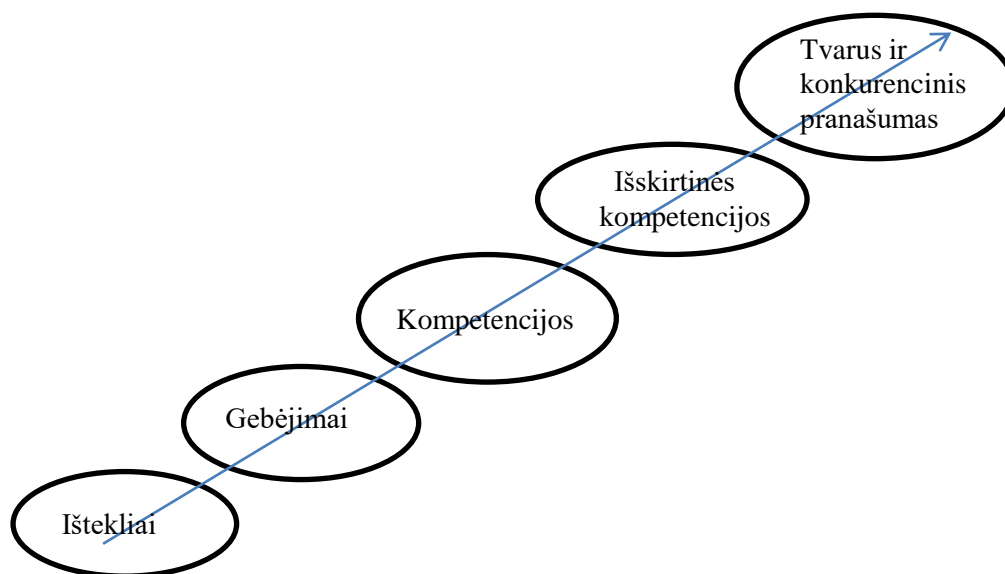 Tvarus ir
konkurencinis
pranašumas
Išskirtinės
kompetencijos
Kompetencijos
Gebėjimai
Ištekliai